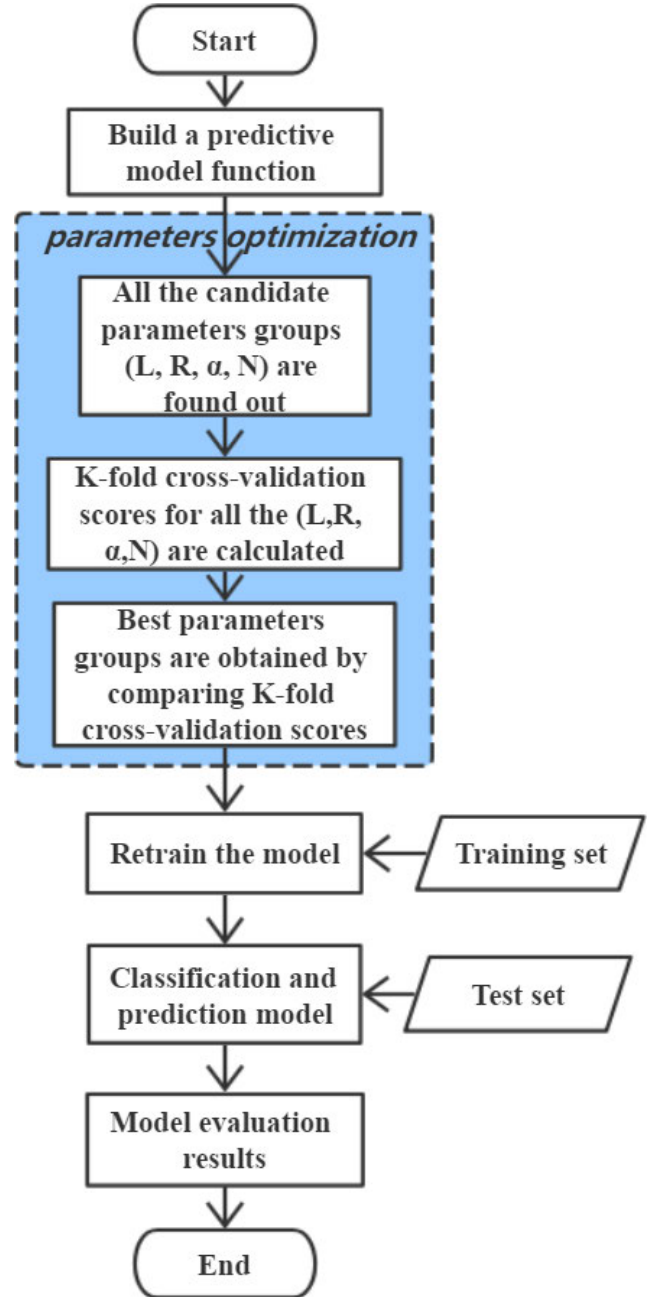 Start
Build a predictive
model function
parameters optimization
All the candidate
parameters groups
(L, R, α, N) are
found out
K-fold cross-validation
scores for all the (L,R,
α,N) are calculated
Best parameters
groups are obtained by
comparing K-fold
cross-validation scores
Retrain the model
Training set
Classification and
prediction model
Test set
Model evaluation
results
End